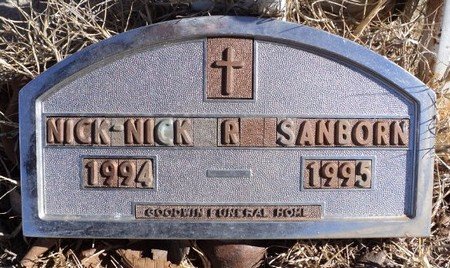 NICK-NICK R SANBORN
1994 — 1995
GOODWIN FUNERAL HOME